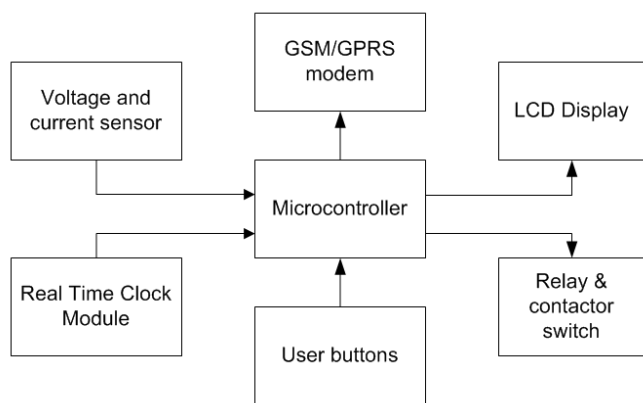 GSM/GPRS
modem
Voltage and
current sensor
LCD Display
Microcontroller
Real Time Clock
Module
Relay &
contactor
switch
User buttons